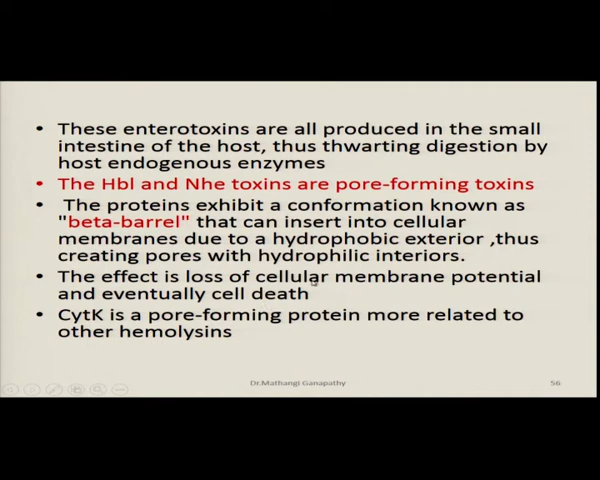 • These enterotoxins are all produced in the small
intestine of the host, thus thwarting digestion by
host endogenous enzymes
• The Hbl and Nhe toxins are pore-forming toxins
• The proteins exhibit a conformation known as
"beta-barrel" that can insert into cellular
membranes due to a hydrophobic exterior ,thus
creating pores with hydrophilic interiors.
• The effect is loss of cellular membrane potential
and eventually cell death
• CytK is a pore-forming protein more related to
other hemolysins
Dr.Mathangi Ganapathy
56